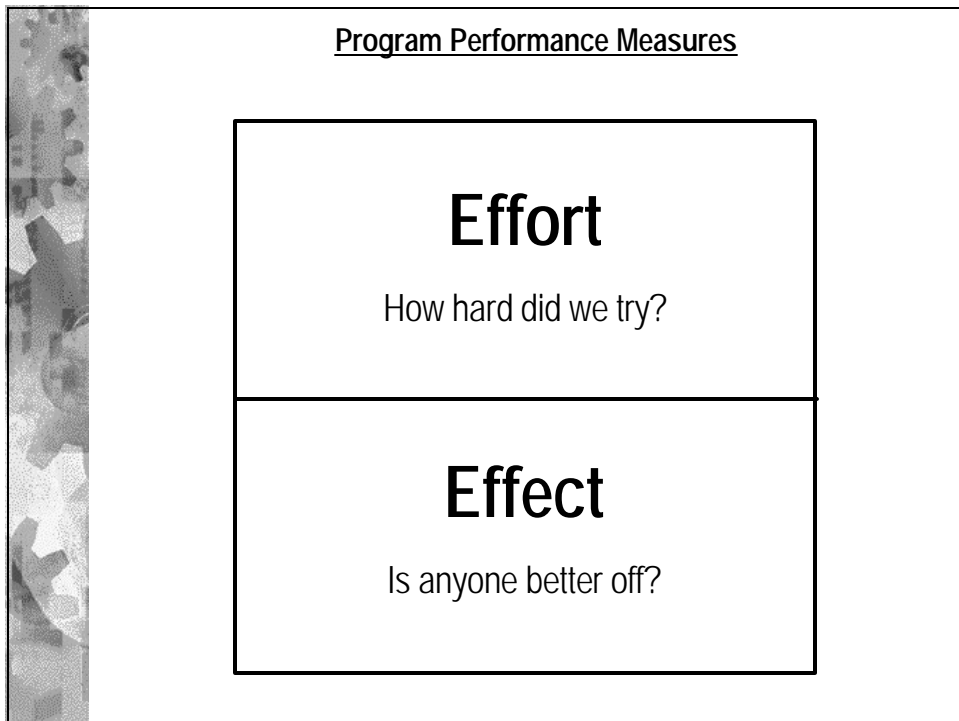 Program Performance Measures
Effort
How hard did we try?
Effect
Is anyone better off?